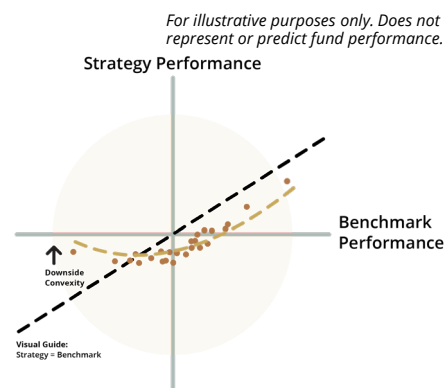 For illustrative purposes only. Does not
represent or predict fund performance.
Strategy Performance
Benchmark
Performance
Downside
Convexity
Visual Guide:
Strategy = Benchmark